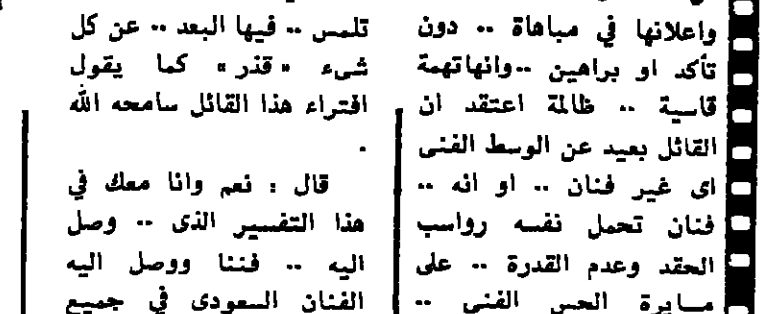 واعلانها في مباهاة .. دون
تأكد او براهين .. وانها تهمة
قاسية .. ظالمة اعتقد ان
القائل بعيد عن الوسط الفنى
اى غير فنان .. او انه ..
فنان تحمل نفسه رواسب
الحقد وعدم القدرة .. على
مسايرة الحس الفنى ..
تلمس .. فيها البعد .. عن كل
شىء « قذر » كما يقول
افتراء هذا القائل سامحه الله
.
قال : نعم وانا معك في
هذا التفسير الذى .. وصل
اليه .. فننا ووصل اليه
الفنان السعودى في جميع